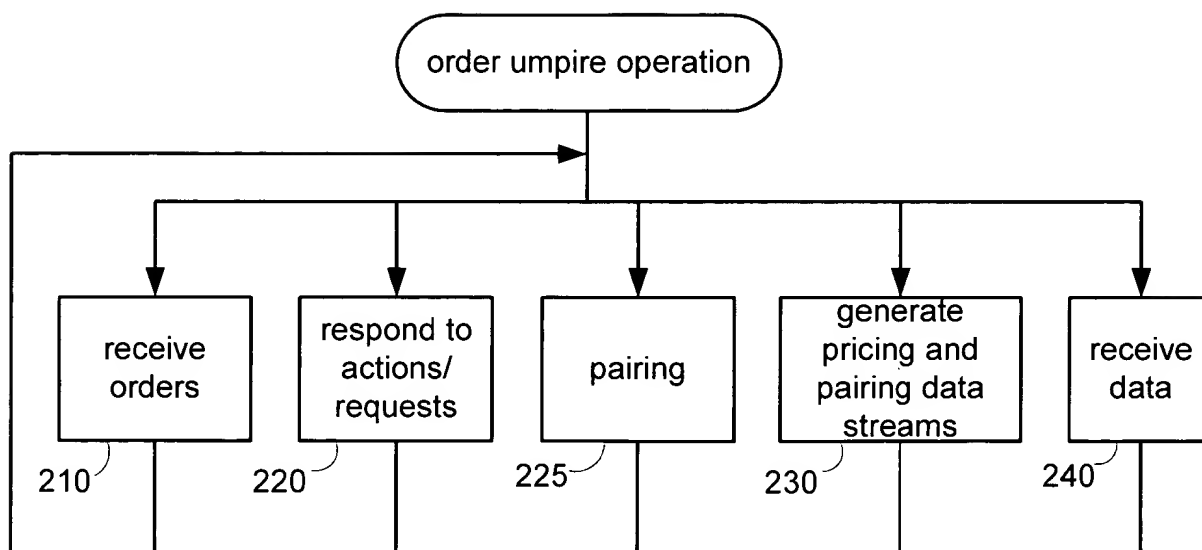 order umpire operation
receive
orders
respond to
actions/
requests
pairing
generate
pricing and
pairing data
streams
receive
data
210
220
225
230
240